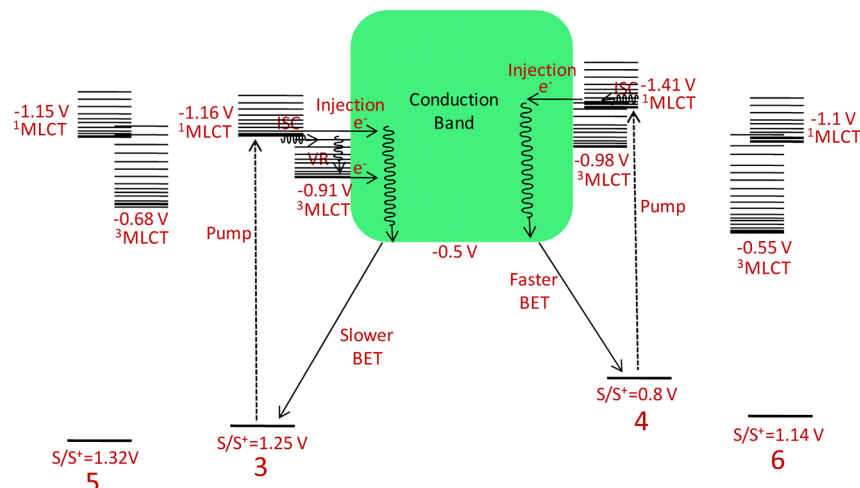 -1.15 V
¹MLCT
-0.68 V
³MLCT
S/S⁺=1.32V
5
-1.16 V
¹MLCT
ISC
VR
-0.91 V
³MLCT
Pump
S/S⁺=1.25 V
3
Injection
e⁻
e⁻
Conduction
Band
Injection
e⁻
-0.5 V
Slower
BET
Faster
BET
ISC
-1.41 V
¹MLCT
-0.98 V
³MLCT
Pump
S/S⁺=0.8 V
4
-1.1 V
¹MLCT
-0.55 V
³MLCT
S/S⁺=1.14 V
6